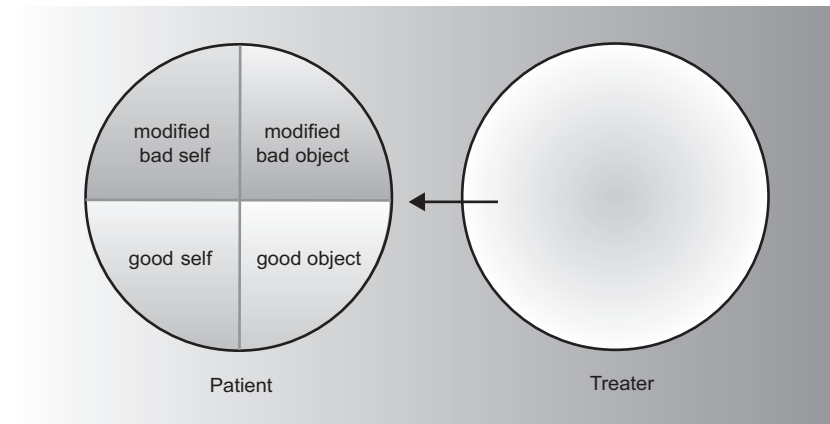 modified
bad self
modified
bad object
good self
good object
Patient
Treater